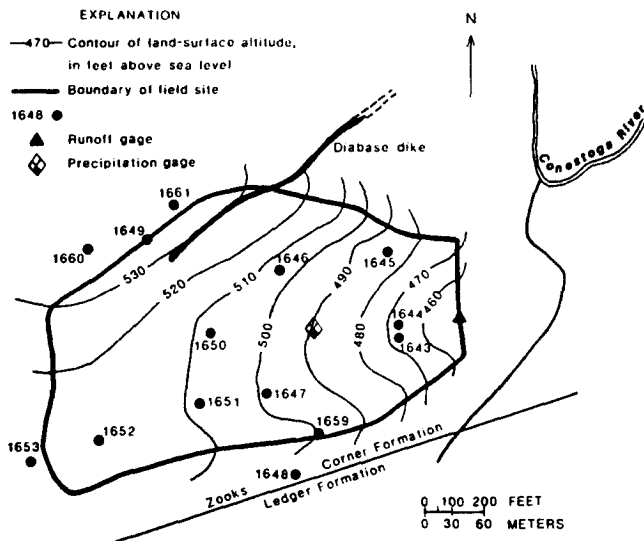 EXPLANATION
470 Contour of land-surface altitude,
in feet above sea level
Boundary of field site
1648
Runoff gage
Precipitation gage
N
Diabase dike
Conestoga River
1661
1649
1660
530
520
510
1646
490
1645
470
460
1644
1643
480
500
1650
1647
1651
1659
1652
1653
1648
Zooks Corner Formation
Ledger Formation
0 100 200 FEET
0 30 60 METERS